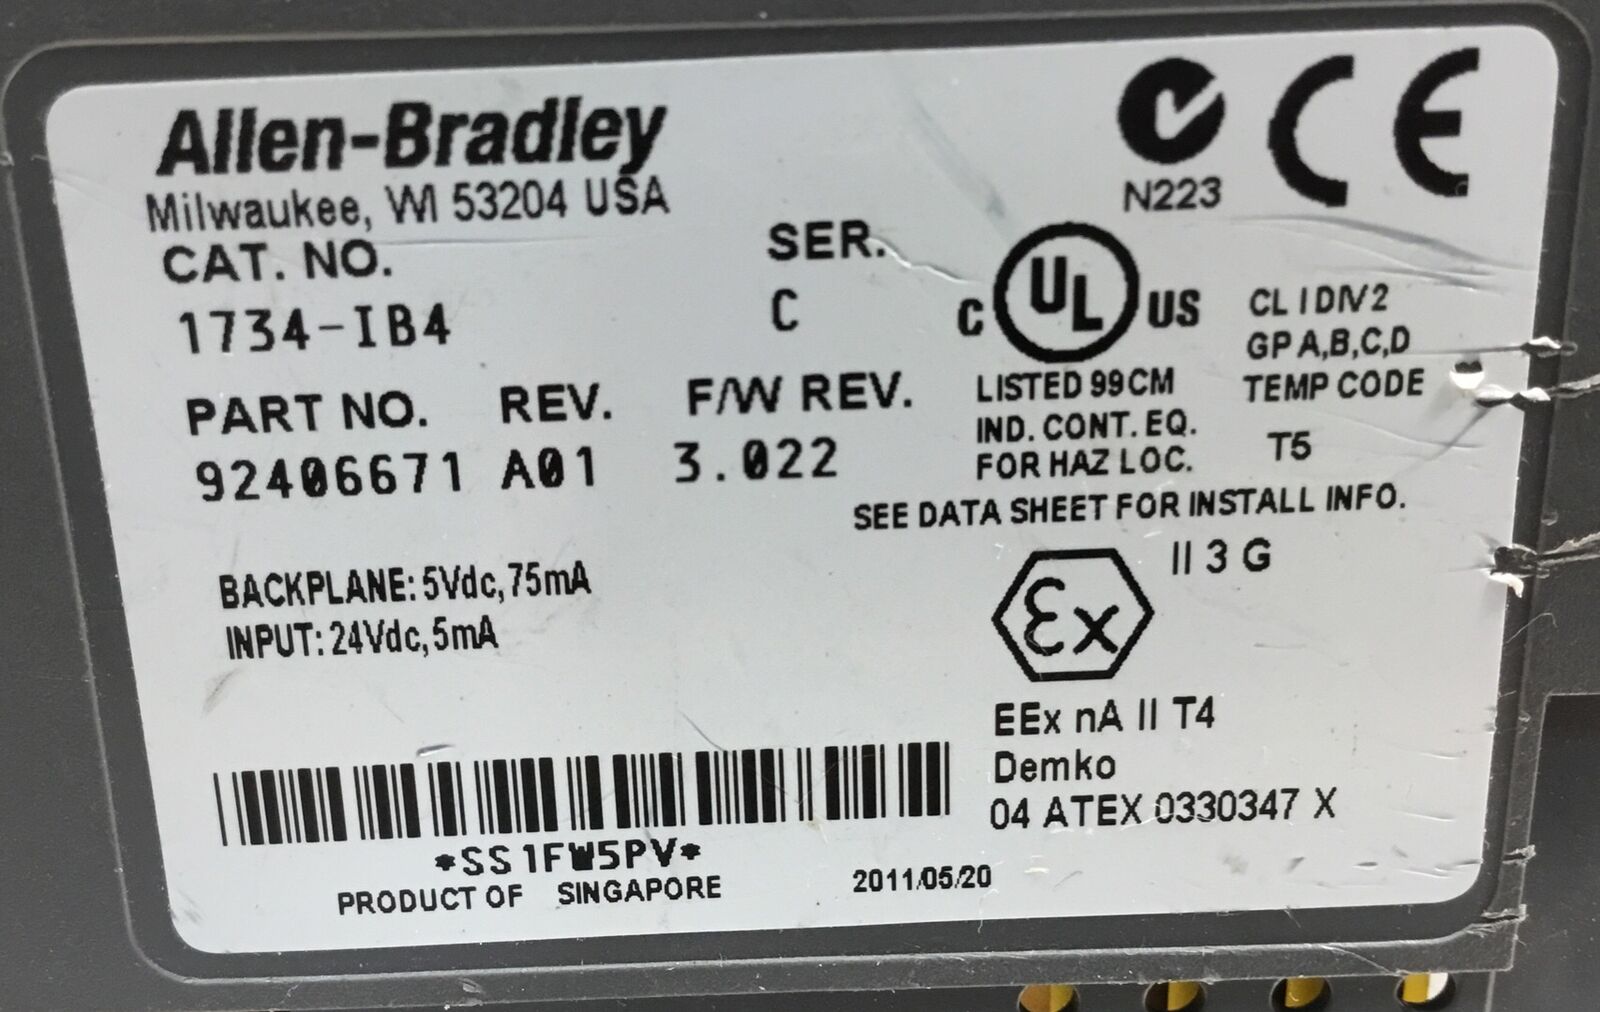 Allen-Bradley
Milwaukee, WI 53204 USA
CAT. NO. SER.
1734-IB4 C
PART NO. REV. F/W REV.
92406671 A01 3.022
BACKPLANE: 5Vdc, 75mA
INPUT: 24Vdc, 5mA
*SS1FW5PV*
PRODUCT OF SINGAPORE
2011/05/20
N223
CE
C UL US
LISTED 99CM
IND. CONT. EQ.
FOR HAZ LOC.
CL I DIV 2
GP A,B,C,D
TEMP CODE
T5
SEE DATA SHEET FOR INSTALL INFO.
Ex II 3 G
EEx nA II T4
Demko
04 ATEX 0330347 X